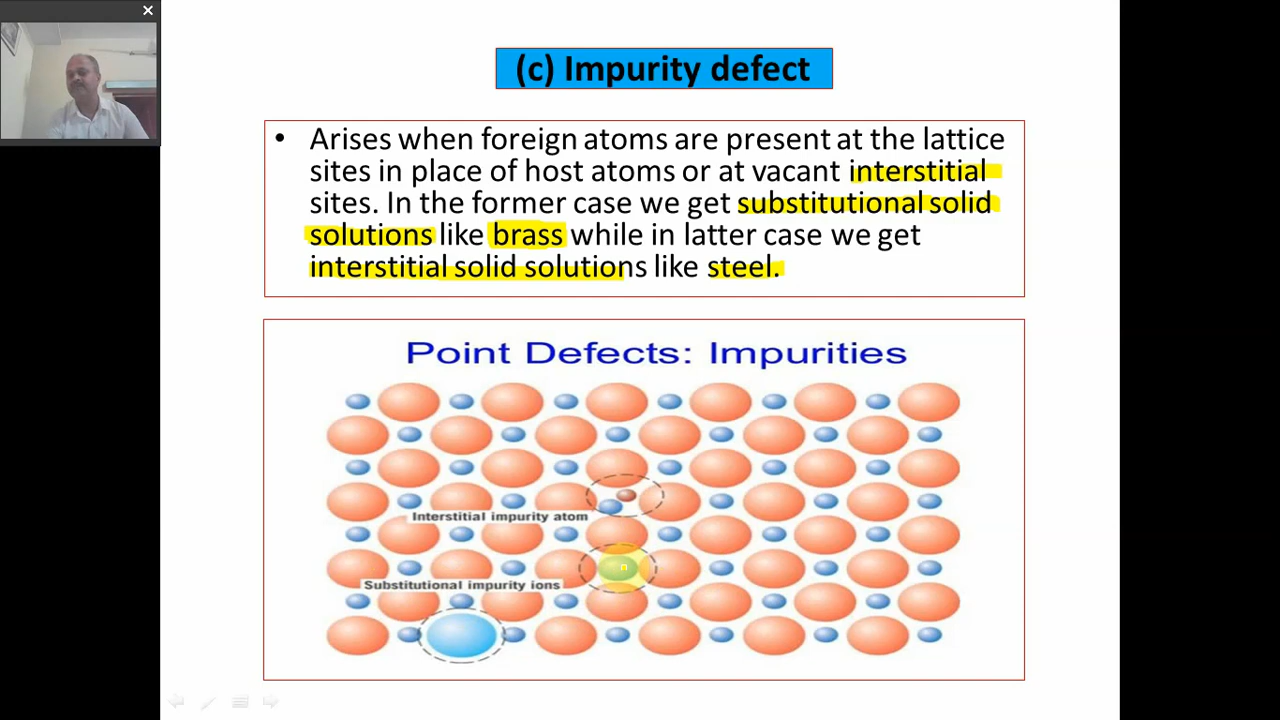 (c) Impurity defect
• Arises when foreign atoms are present at the lattice
sites in place of host atoms or at vacant interstitial
sites. In the former case we get substitutional solid
solutions like brass while in latter case we get
interstitial solid solutions like steel.
Point Defects: Impurities
Interstitial impurity atom
Substitutional impurity ions